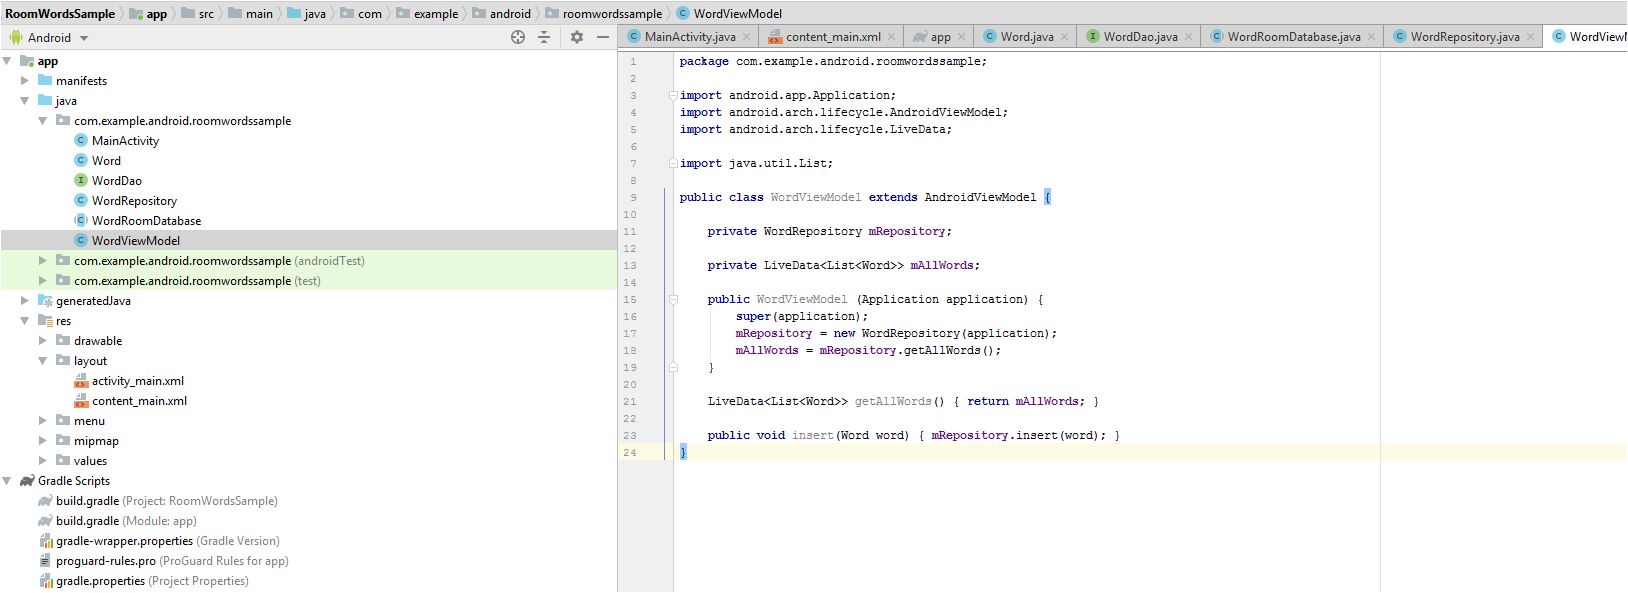 RoomWordsSample app src main java com example android roomwordssample WordViewModel
Android
MainActivity.java content_main.xml app Word.java WordDao.java WordRoomDatabase.java WordRepository.java WordViewM
app
manifests
java
com.example.android.roomwordssample
MainActivity
Word
WordDao
WordRepository
WordRoomDatabase
WordViewModel
com.example.android.roomwordssample (androidTest)
com.example.android.roomwordssample (test)
generatedJava
res
drawable
layout
activity_main.xml
content_main.xml
menu
mipmap
values
Gradle Scripts
build.gradle (Project: RoomWordsSample)
build.gradle (Module: app)
gradle-wrapper.properties (Gradle Version)
proguard-rules.pro (ProGuard Rules for app)
gradle.properties (Project Properties)
1 package com.example.android.roomwordssample;
2
3 import android.app.Application;
4 import android.arch.lifecycle.AndroidViewModel;
5 import android.arch.lifecycle.LiveData;
6
7 import java.util.List;
8
9 public class WordViewModel extends AndroidViewModel {
10
11 private WordRepository mRepository;
12
13 private LiveData<List<Word>> mAllWords;
14
15 public WordViewModel (Application application) {
16 super(application);
17 mRepository = new WordRepository(application);
18 mAllWords = mRepository.getAllWords();
19 }
20
21 LiveData<List<Word>> getAllWords() { return mAllWords; }
22
23 public void insert(Word word) { mRepository.insert(word); }
24 }